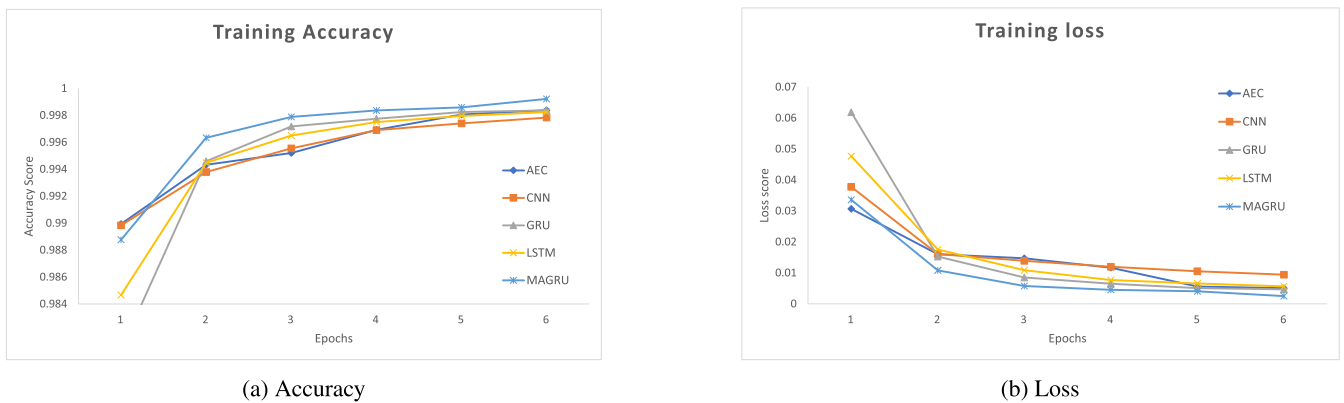 Training Accuracy
1
0.998
0.996
0.994
0.992
0.99
0.988
0.986
0.984
Accuracy Score
1 2 3 4 5 6
Epochs
AEC
CNN
GRU
LSTM
MAGRU
(a) Accuracy
Training loss
0.07
0.06
0.05
0.04
0.03
0.02
0.01
0
Loss score
1 2 3 4 5 6
Epochs
AEC
CNN
GRU
LSTM
MAGRU
(b) Loss